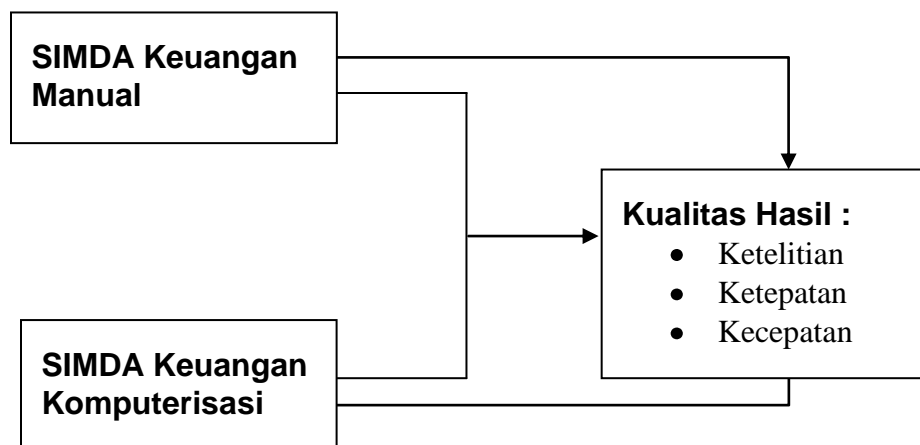 SIMDA Keuangan
Manual
Kualitas Hasil :
● Ketelitian
● Ketepatan
● Kecepatan
SIMDA Keuangan
Komputerisasi